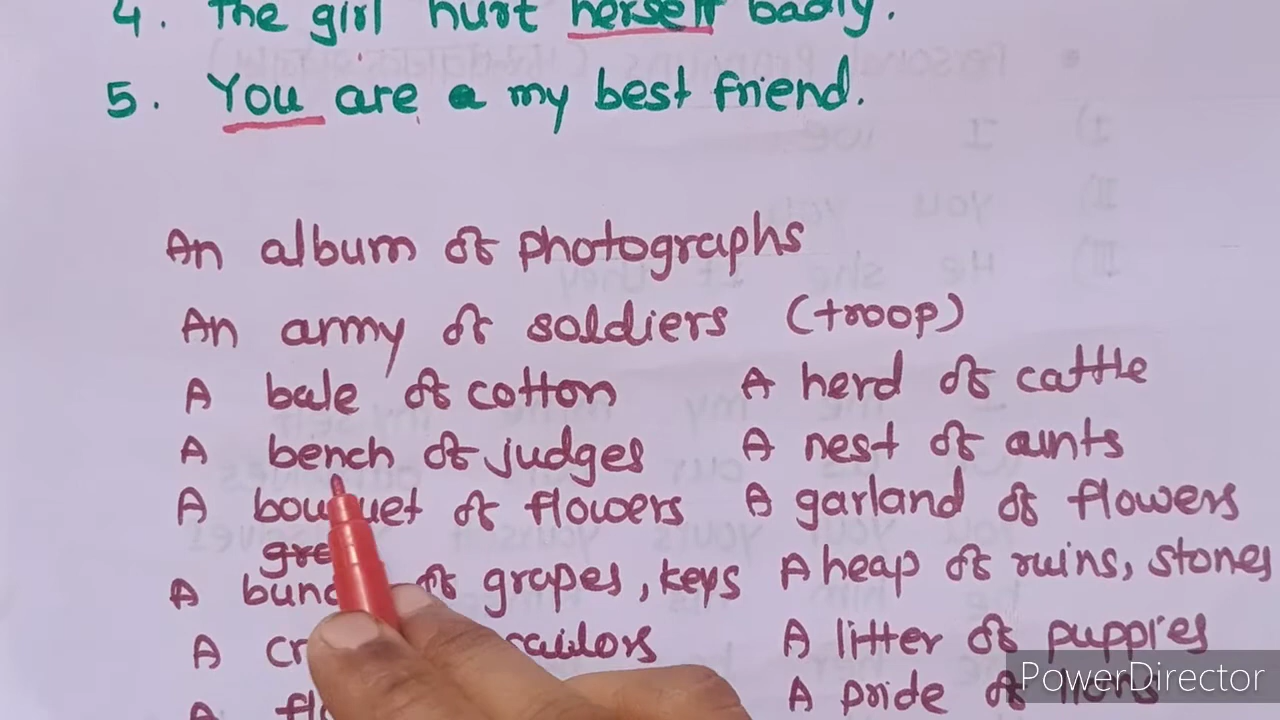 4. The girl hurt herself badly.
5. You are a my best friend.
An album of photographs
An army of soldiers (troop)
A bale of cotton
A herd of cattle
A bench of judges
A nest of aunts
A bouquet of flowers
A garland of flowers
A of grapes, keys
A heap of ruins, stones
A sailors
A litter of puppies
A
A pride of lions
PowerDirector